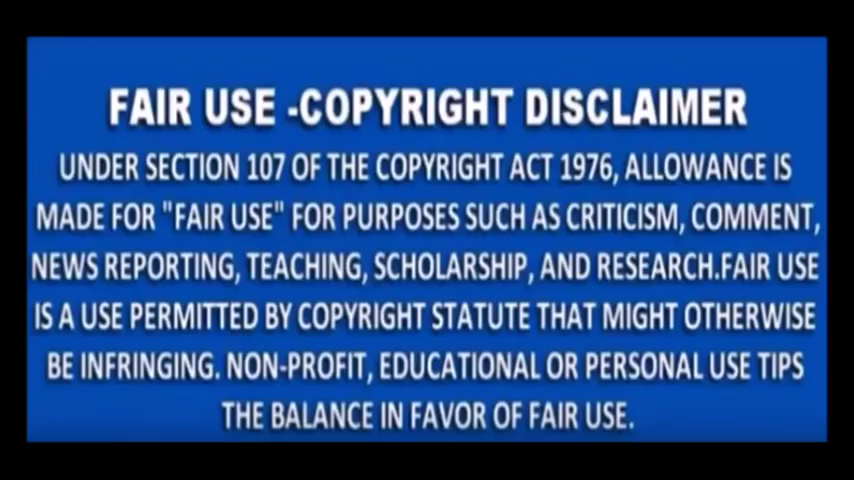 FAIR USE -COPYRIGHT DISCLAIMER
UNDER SECTION 107 OF THE COPYRIGHT ACT 1976, ALLOWANCE IS
MADE FOR "FAIR USE" FOR PURPOSES SUCH AS CRITICISM, COMMENT,
NEWS REPORTING, TEACHING, SCHOLARSHIP, AND RESEARCH.FAIR USE
IS A USE PERMITTED BY COPYRIGHT STATUTE THAT MIGHT OTHERWISE
BE INFRINGING. NON-PROFIT, EDUCATIONAL OR PERSONAL USE TIPS
THE BALANCE IN FAVOR OF FAIR USE.